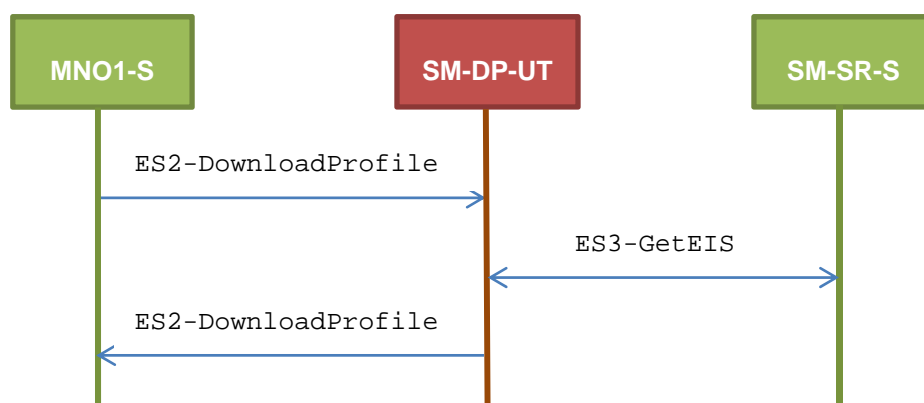 MNO1-S
SM-DP-UT
SM-SR-S
ES2-DownloadProfile
ES3-GetEIS
ES2-DownloadProfile